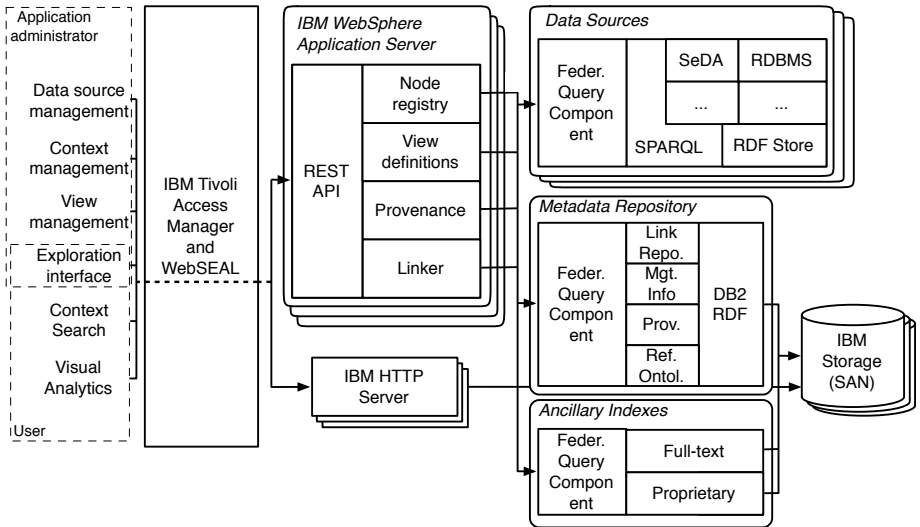 Application
administrator
Data source
management
Context
management
View
management
Exploration
interface
Context
Search
Visual
Analytics
User
IBM Tivoli
Access
Manager
and
WebSEAL
IBM WebSphere
Application Server
REST
API
Node
registry
View
definitions
Provenance
Linker
IBM HTTP
Server
Data Sources
Feder.
Query
Compon
ent
SeDA
RDBMS
...
...
SPARQL
RDF Store
Metadata Repository
Feder.
Query
Compon
ent
Link
Repo.
Mgt.
Info
Prov.
Ref.
Ontol.
DB2
RDF
Ancillary Indexes
Feder.
Query
Compon
ent
Full-text
Proprietary
IBM
Storage
(SAN)